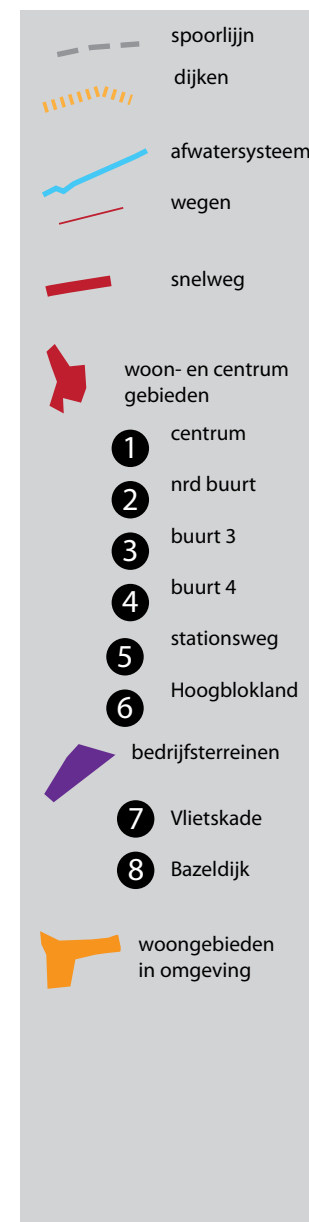 spoorlijjn
dijken
afwatersysteem
wegen
snelweg
woon- en centrum
gebieden
1 centrum
2 nrd buurt
3 buurt 3
4 buurt 4
5 stationsweg
6 Hoogblokland
bedrijfsterreinen
7 Vlietskade
8 Bazeldijk
woongebieden
in omgeving